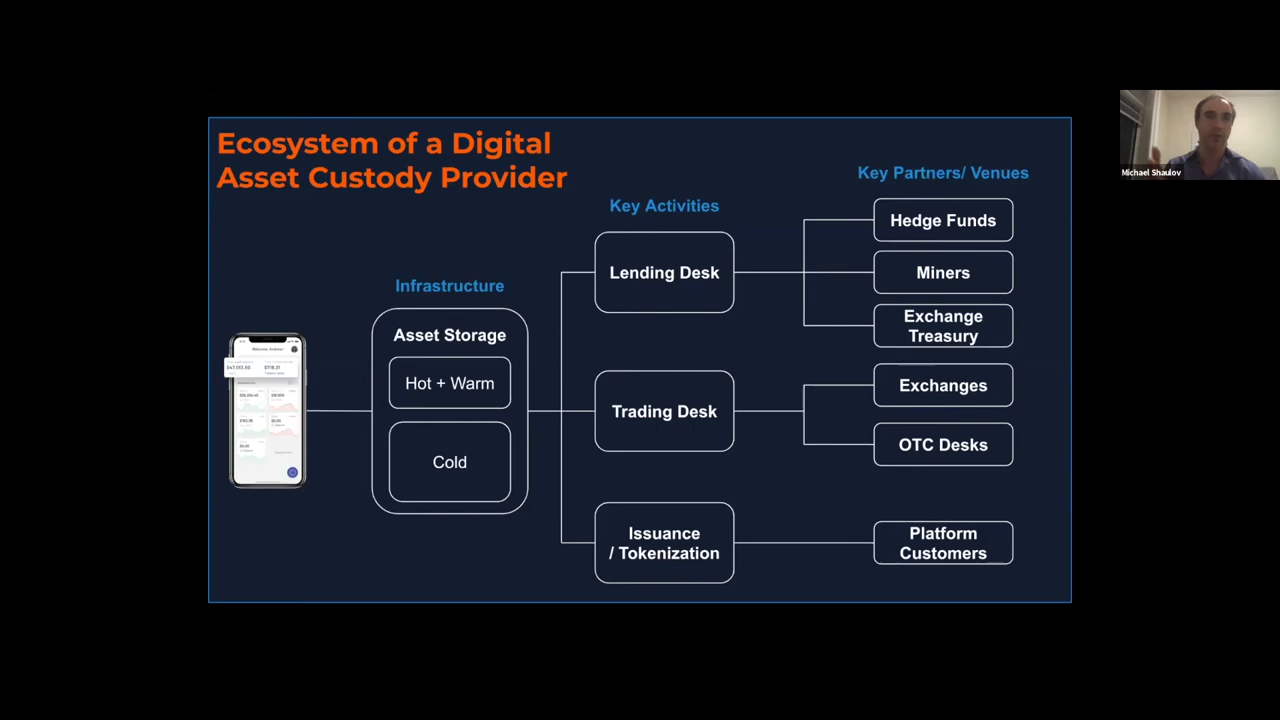 Ecosystem of a Digital
Asset Custody Provider
Key Partners/ Venues
Key Activities
Infrastructure
Asset Storage
Hot + Warm
Cold
Lending Desk
Trading Desk
Issuance
/ Tokenization
Hedge Funds
Miners
Exchange
Treasury
Exchanges
OTC Desks
Platform
Customers
Michael Shaulov